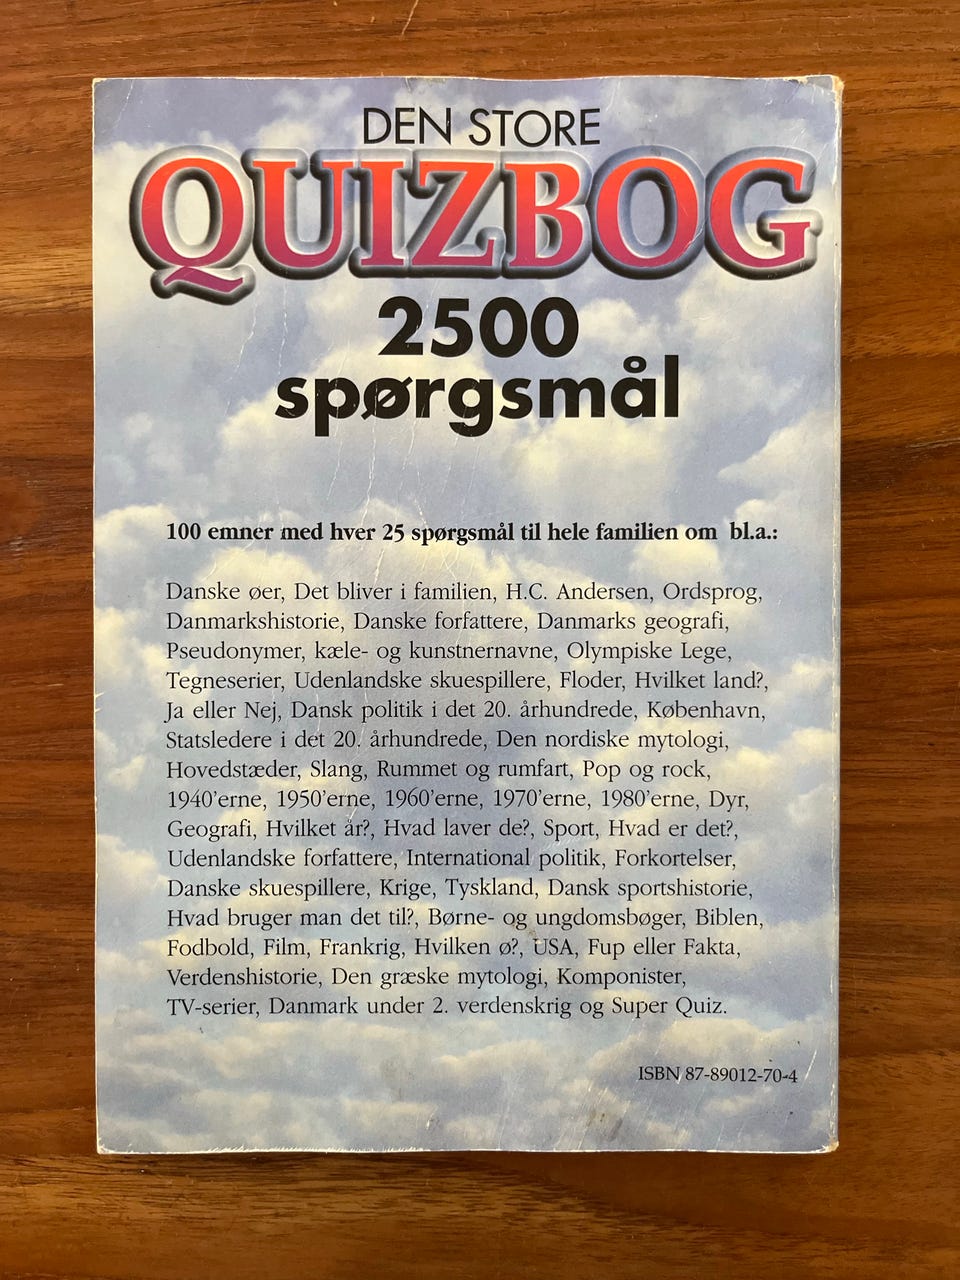 DEN STORE
QUIZBOG
2500
spørgsmål
100 emner med hver 25 spørgsmål til hele familien om bl.a.:
Danske øer, Det bliver i familien, H.C. Andersen, Ordsprog,
Danmarkshistorie, Danske forfattere, Danmarks geografi,
Pseudonymer, kæle- og kunstnernavne, Olympiske Lege,
Tegneserier, Udenlandske skuespillere, Floder, Hvilket land?,
Ja eller Nej, Dansk politik i det 20. århundrede, København,
Statsledere i det 20. århundrede, Den nordiske mytologi,
Hovedstæder, Slang, Rummet og rumfart, Pop og rock,
1940'erne, 1950'erne, 1960'erne, 1970'erne, 1980'erne, Dyr,
Geografi, Hvilket år?, Hvad laver de?, Sport, Hvad er det?,
Udenlandske forfattere, International politik, Forkortelser,
Danske skuespillere, Krige, Tyskland, Dansk sportshistorie,
Hvad bruger man det til?, Børne- og ungdomsbøger, Biblen,
Fodbold, Film, Frankrig, Hvilken ø?, USA, Fup eller Fakta,
Verdenshistorie, Den græske mytologi, Komponister,
TV-serier, Danmark under 2. verdenskrig og Super Quiz.
ISBN 87-89012-70-4